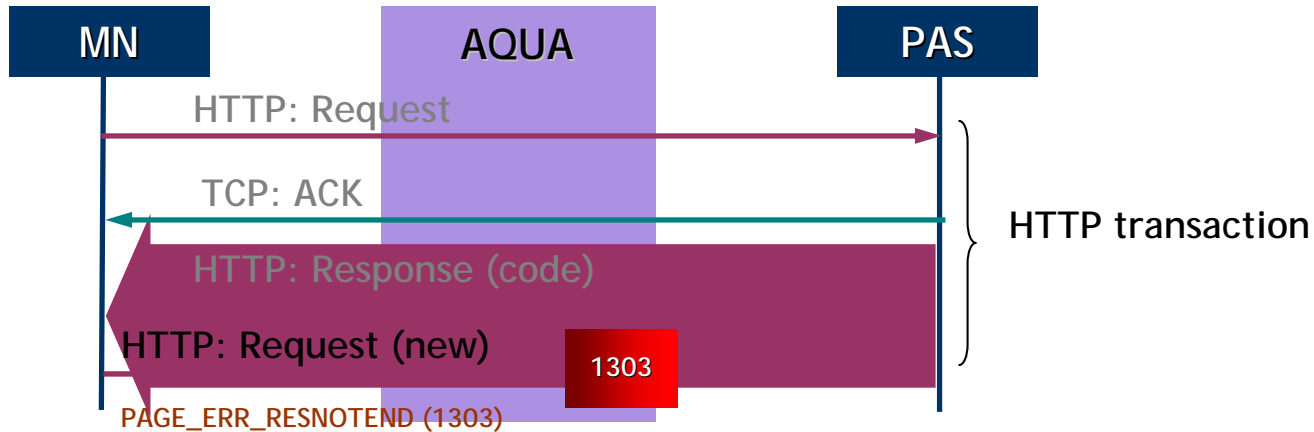 MN
AQUA
PAS
HTTP: Request
TCP: ACK
HTTP transaction
HTTP: Response (code)
HTTP: Request (new)
1303
PAGE_ERR_RESNOTEND (1303)